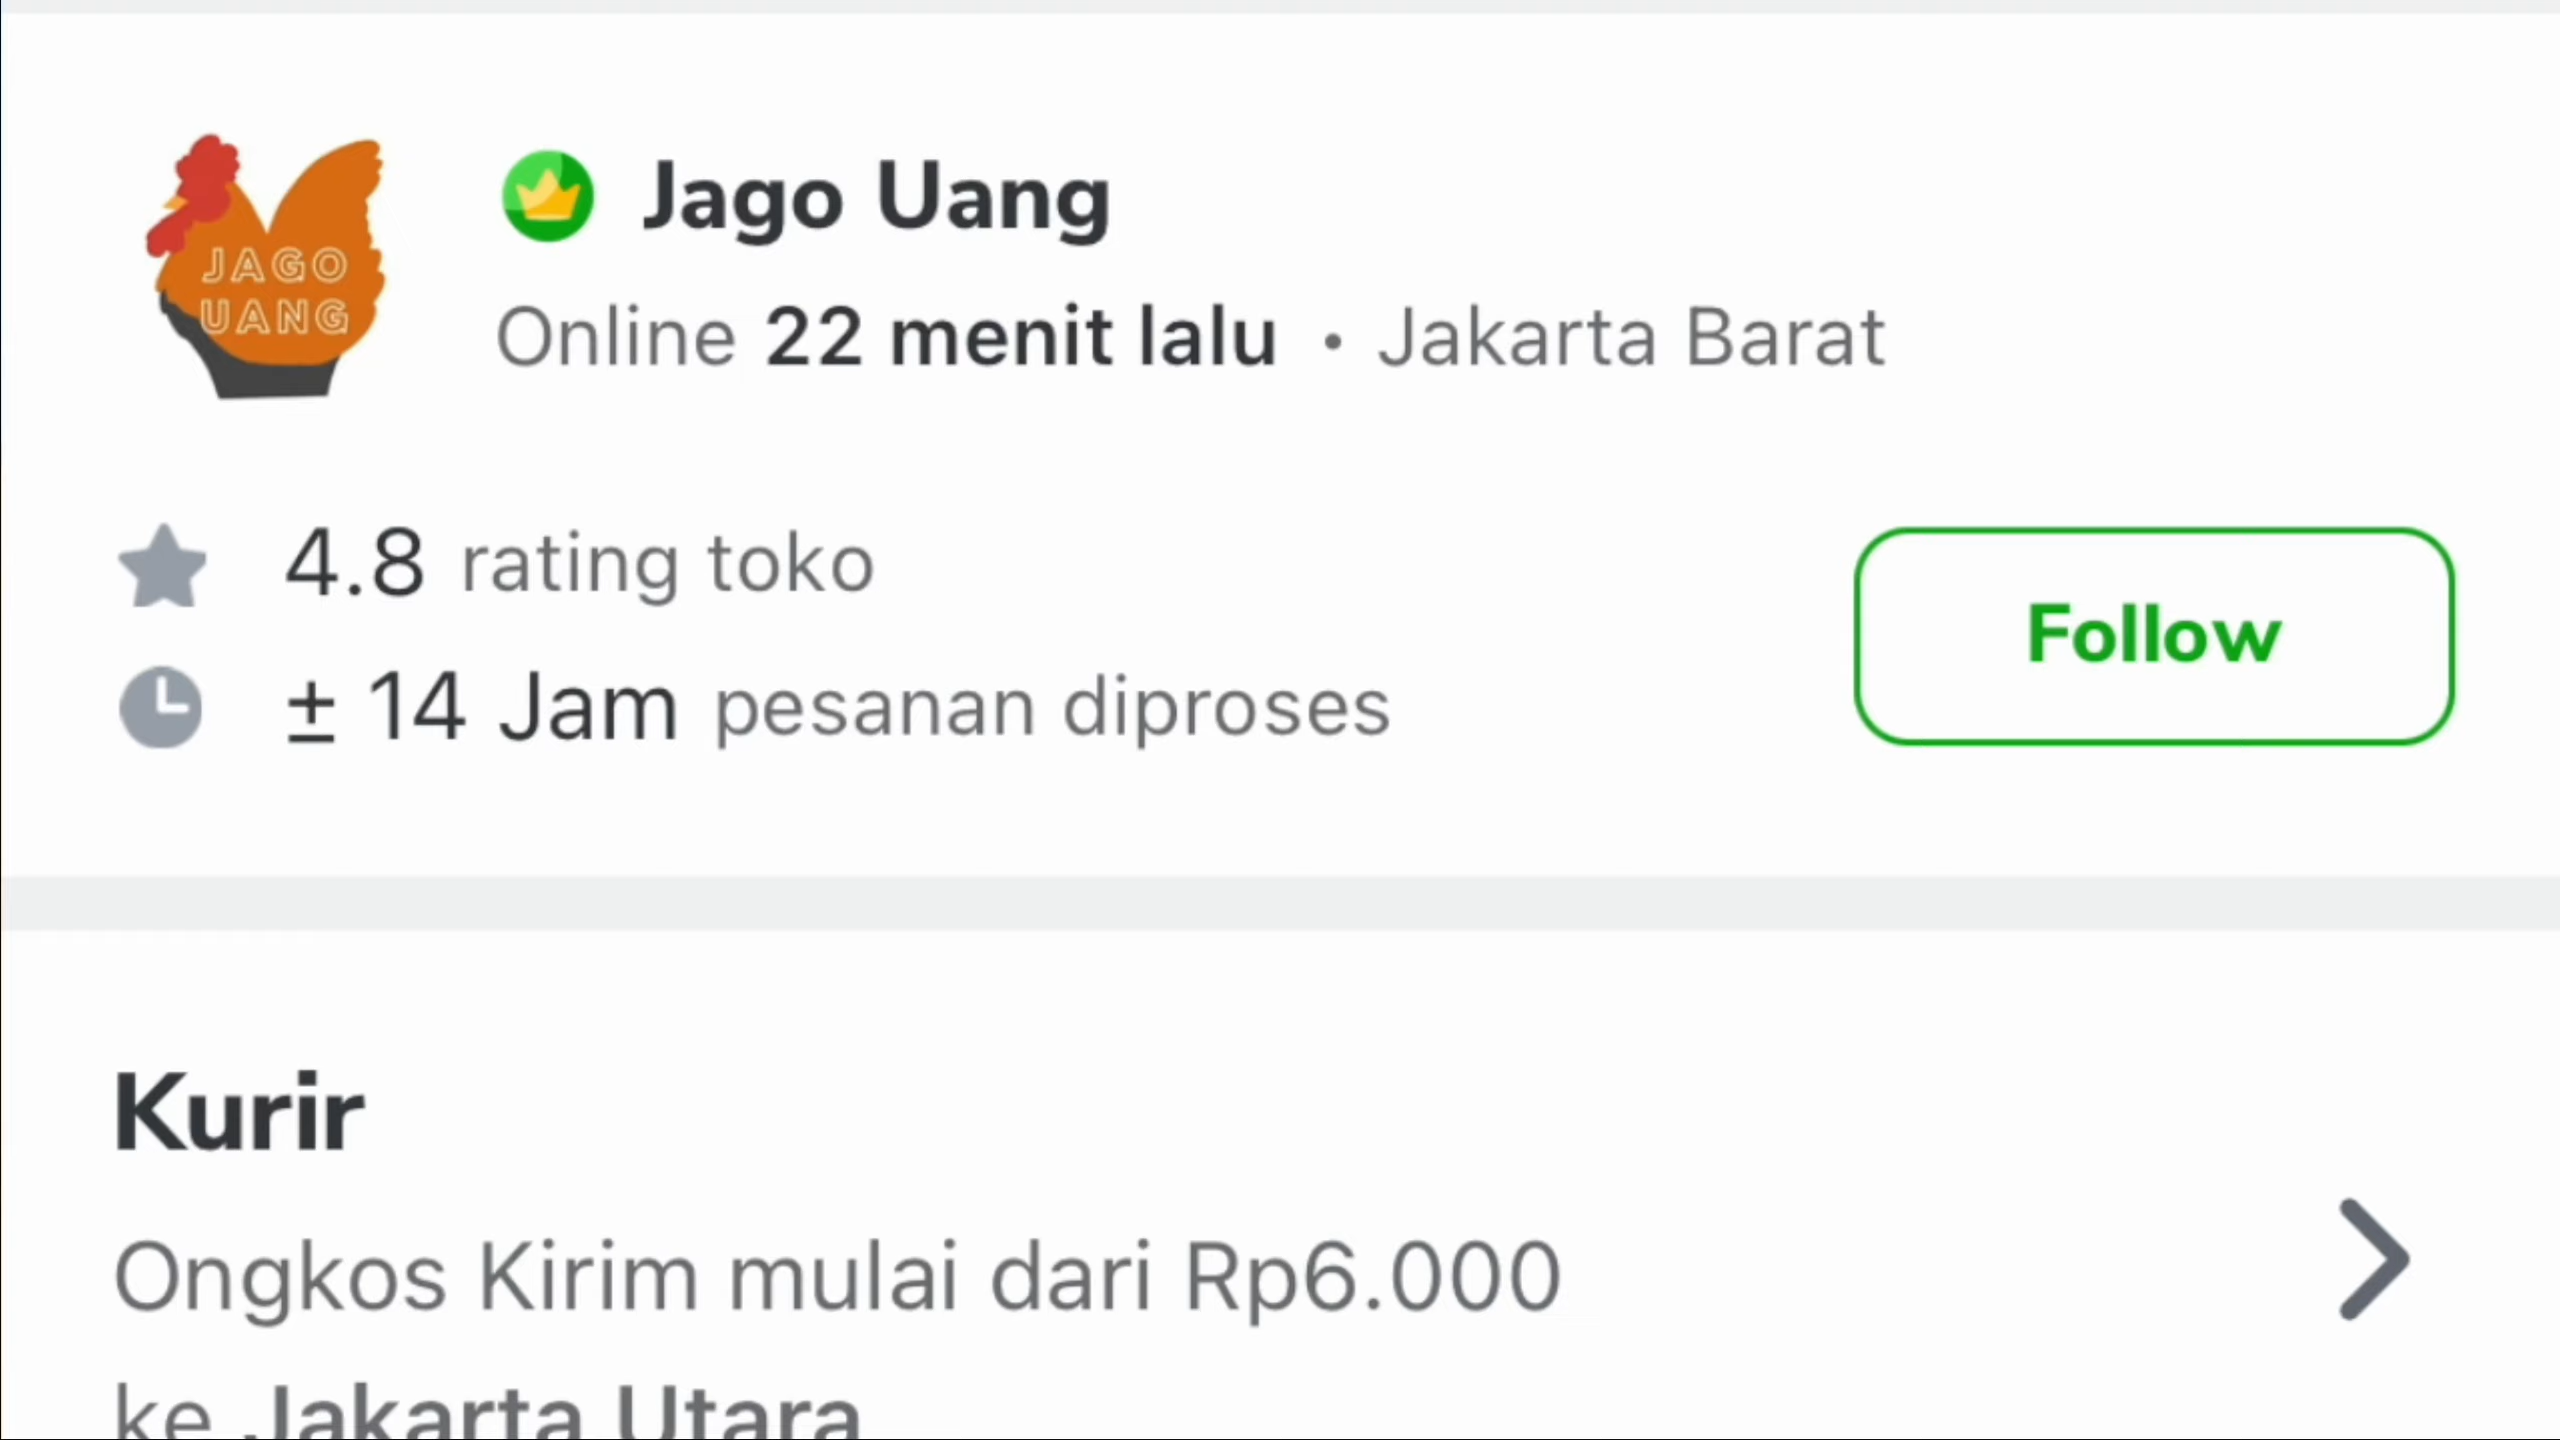 JAGO
UANG
Jago Uang
Online 22 menit lalu • Jakarta Barat
4.8 rating toko
± 14 Jam pesanan diproses
Follow
Kurir
Ongkos Kirim mulai dari Rp6.000
ke Jakarta Utara